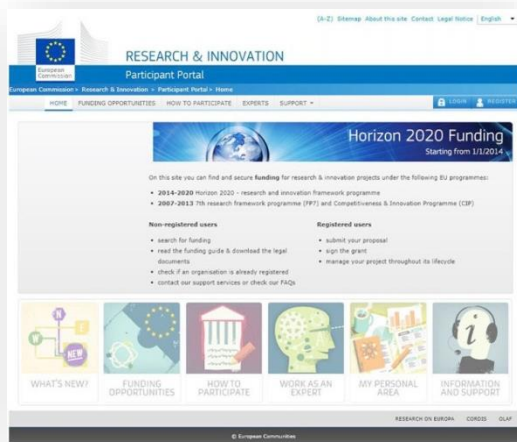 (A-Z) Sitemap About this site Contact Legal Notice English
European Commission
RESEARCH & INNOVATION
Participant Portal
European Commission > Research & Innovation > Participant Portal > Home
HOME FUNDING OPPORTUNITIES HOW TO PARTICIPATE EXPERTS SUPPORT LOGIN REGISTER
Horizon 2020 Funding
Starting from 1/1/2014
On this site you can find and secure funding for research & innovation projects under the following EU programmes:
• 2014-2020 Horizon 2020 - research and innovation framework programme
• 2007-2013 7th research framework programme (FP7) and Competitiveness & Innovation Programme (CIP)
Non-registered users
• search for funding
• read the funding guide & download the legal
documents
• check if an organisation is already registered
• contact our support services or check our FAQs
Registered users
• submit your proposal
• sign the grant
• manage your project throughout its lifecycle
N
F
W
NEW
WHAT'S NEW?
FUNDING
OPPORTUNITIES
HOW TO
PARTICIPATE
WORK AS AN
EXPERT
MY PERSONAL
AREA
i
INFORMATION
AND SUPPORT
RESEARCH ON EUROPA CORDIS OLAF
© European Communities